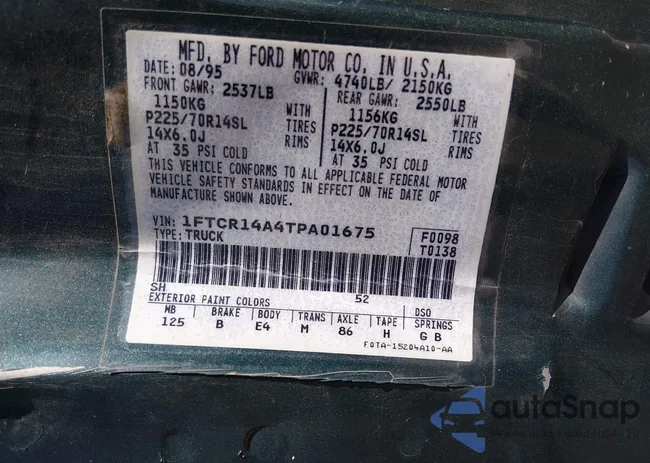 MFD. BY FORD MOTOR CO. IN U.S.A.
DATE: 08/95 GVWR: 4740LB/ 2150KG
FRONT GAWR: 2537LB REAR GAWR: 2550LB
1150KG WITH 1156KG WITH
P225/70R14SL TIRES P225/70R14SL TIRES
14X6.0J RIMS 14X6.0J RIMS
AT 35 PSI COLD AT 35 PSI COLD
THIS VEHICLE CONFORMS TO ALL APPLICABLE FEDERAL MOTOR
VEHICLE SAFETY STANDARDS IN EFFECT ON THE DATE OF
MANUFACTURE SHOWN ABOVE.
VIN: 1FTCR14A4TPA01675 F0098
TYPE: TRUCK T0138
SH 52
EXTERIOR PAINT COLORS DSO
WB BRAKE BODY TRANS AXLE TAPE SPRINGS
125 B E4 M 86 H G B
F0TA-15204A10-AA
autoSnap